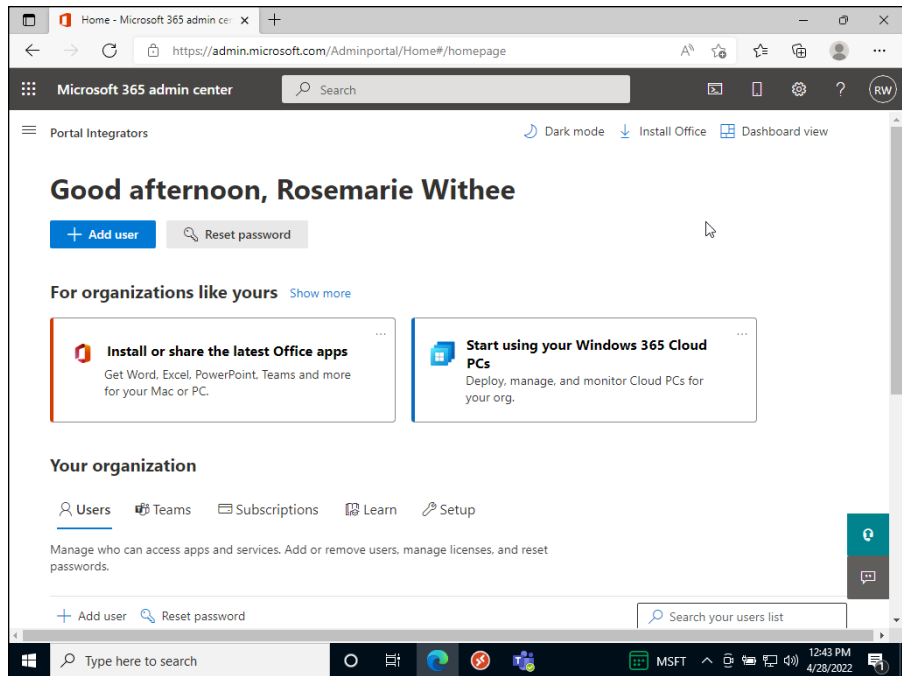 Home - Microsoft 365 admin cer
https://admin.microsoft.com/Adminportal/Home#/homepage
Microsoft 365 admin center
Search
RW
Portal Integrators
Dark mode
Install Office
Dashboard view
Good afternoon, Rosemarie Withee
Add user
Reset password
For organizations like yours Show more
Install or share the latest Office apps
Get Word, Excel, PowerPoint, Teams and more
for your Mac or PC.
Start using your Windows 365 Cloud
PCs
Deploy, manage, and monitor Cloud PCs for
your org.
Your organization
Users
Teams
Subscriptions
Learn
Setup
Manage who can access apps and services. Add or remove users, manage licenses, and reset
passwords.
Add user
Reset password
Search your users list
Type here to search
MSFT
12:43 PM
4/28/2022
1